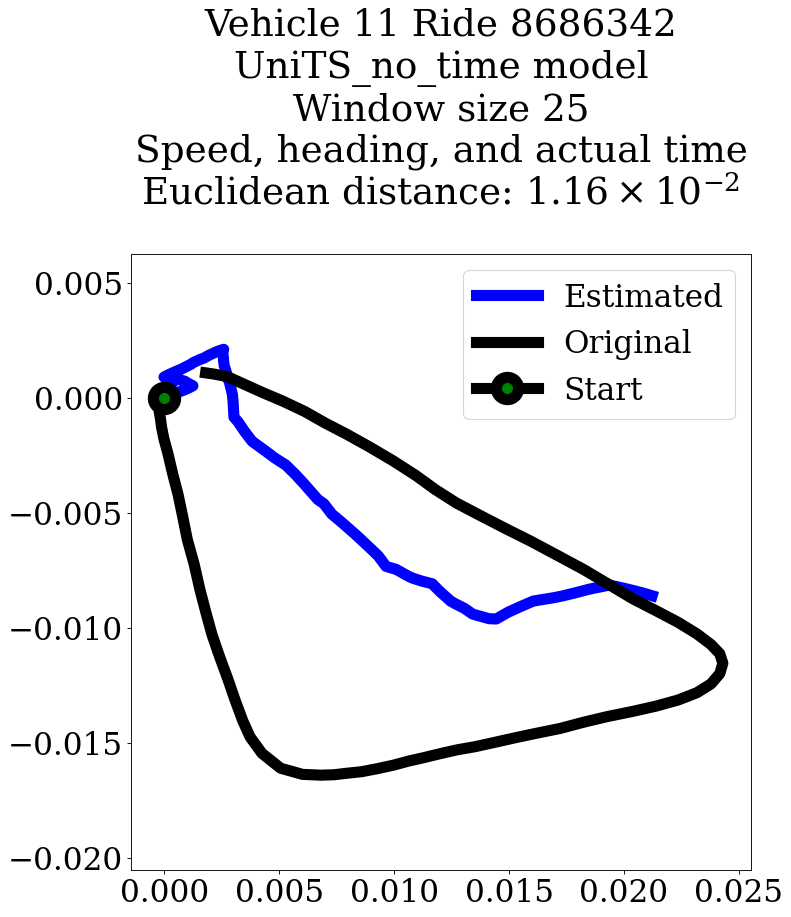 Vehicle 11 Ride 8686342
UniTS_no_time model
Window size 25
Speed, heading, and actual time
Euclidean distance: 1.16 × 10⁻²
Estimated
Original
Start
0.005
0.000
−0.005
−0.010
−0.015
−0.020
0.000 0.005 0.010 0.015 0.020 0.025